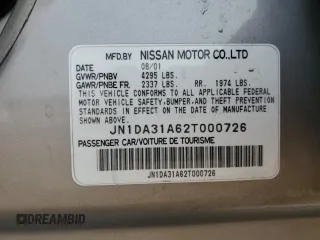 MFD.BY NISSAN MOTOR CO.,LTD
DATE 08/01
GVWR/PNBV 4295 LBS.
GAWR/PNBE FR. 2337 LBS. RR. 1974 LBS.
THIS VEHICLE CONFORMS TO ALL APPLICABLE FEDERAL
MOTOR VEHICLE SAFETY, BUMPER, AND THEFT PREVENTION
STANDARDS IN EFFECT ON THE DATE OF MANUFACTURE
SHOWN ABOVE.
JN1DA31A62T000726
PASSENGER CAR/VOITURE DE TOURISME
JN1DA31A62T000726
DREAMBID